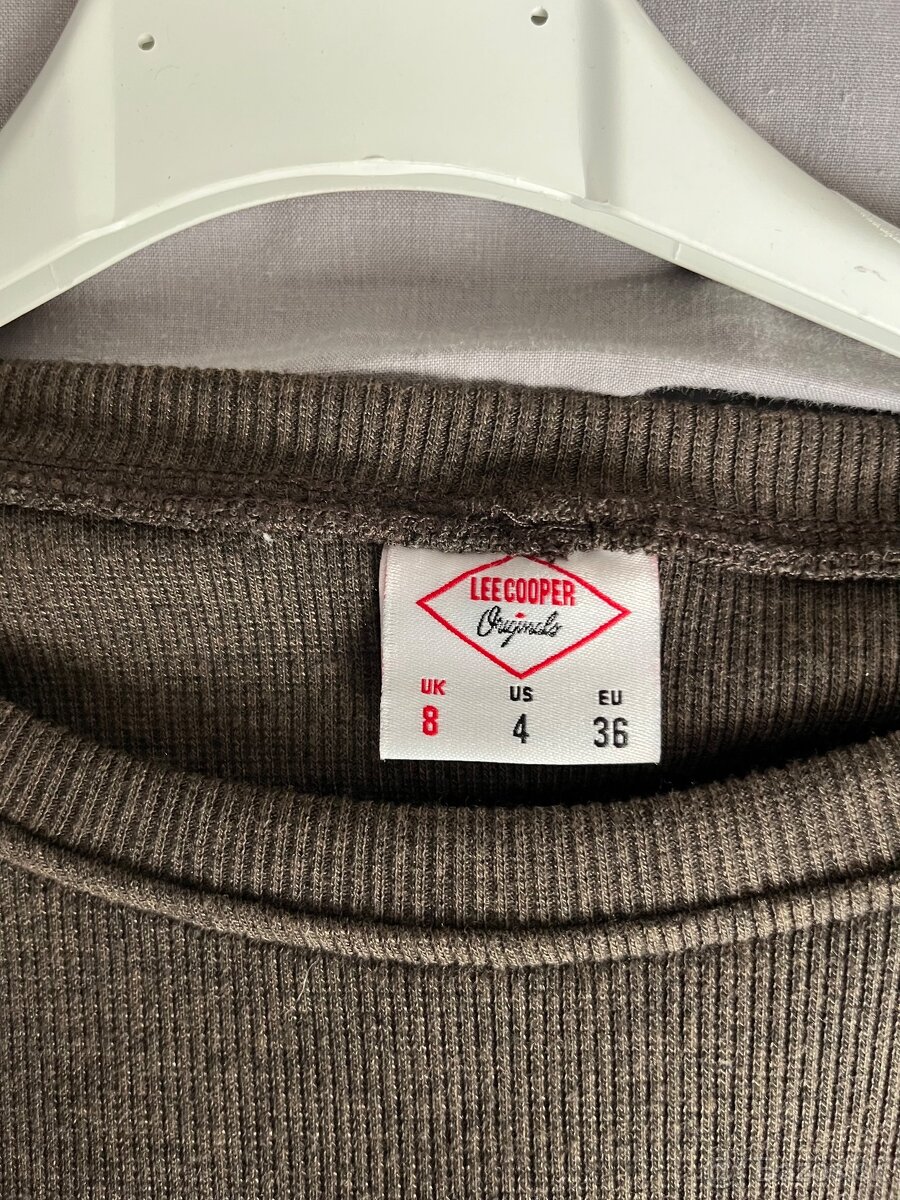 LEE COOPER
Originals
UK US EU
8 4 36